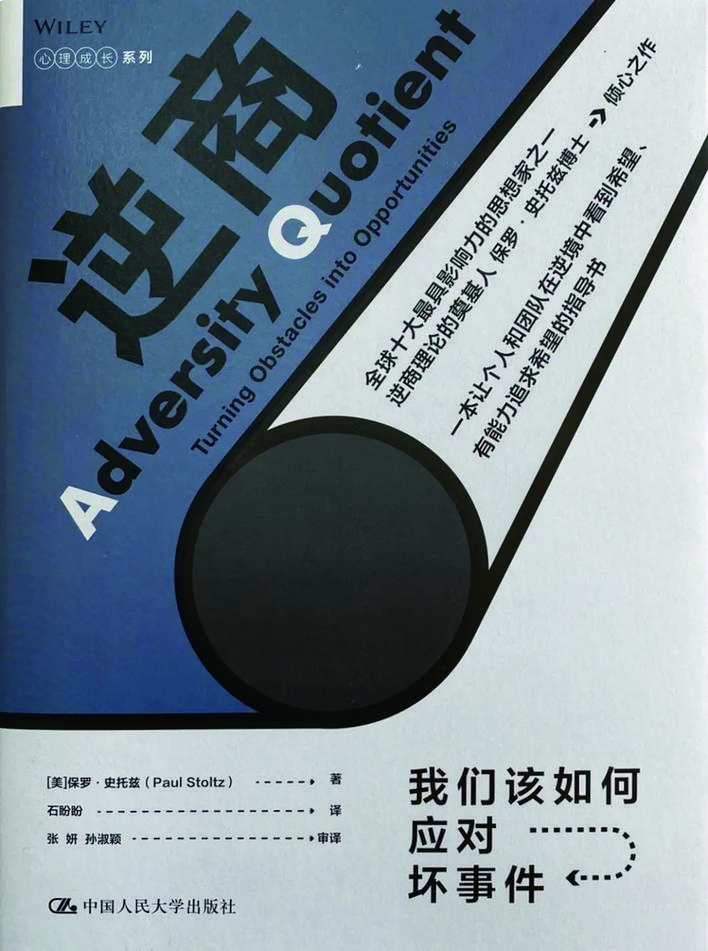 WILEY
心理成长系列
逆商
Adversity Quotient
Turning Obstacles into Opportunities
全球十大最具影响力的思想家之一
逆商理论的奠基人 保罗·史托兹博士 倾心之作
一本让个人和团队在逆境中看到希望、
有能力追求希望的指导书
[美]保罗·史托兹(Paul Stoltz) 著
石盼盼 译
张 妍 孙淑颖 审译
中国人民大学出版社
我们该如何
应对
坏事件